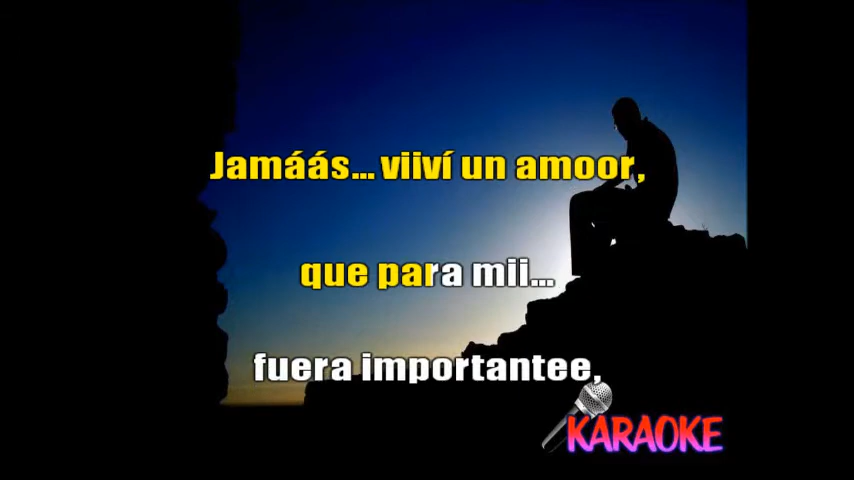 Jamáás... viiví un amoor,
que para mii...
fuera importantee,
KARAOKE